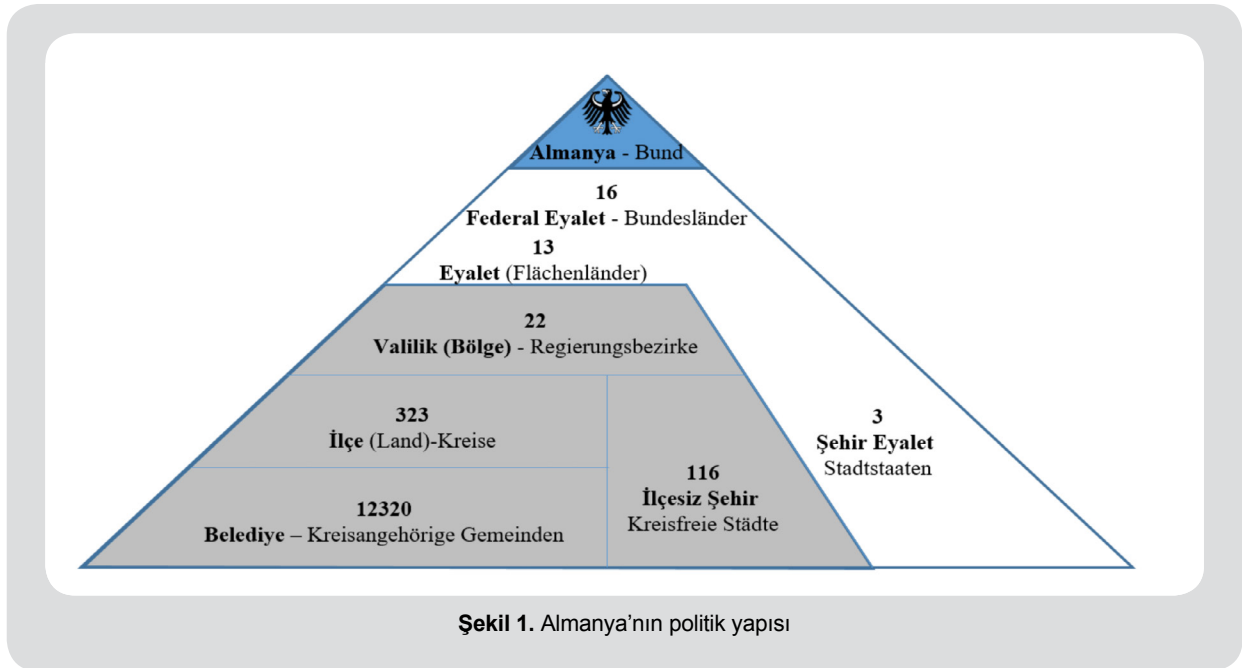 Almanya - Bund
16
Federal Eyalet - Bundesländer
13
Eyalet (Flächenländer)
22
Valilik (Bölge) - Regierungsbezirke
323
İlçe (Land)-Kreise
12320
Belediye – Kreisangehörige Gemeinden
116
İlçesiz Şehir
Kreisfreie Städte
3
Şehir Eyalet
Stadtstaaten
Şekil 1. Almanya’nın politik yapısı